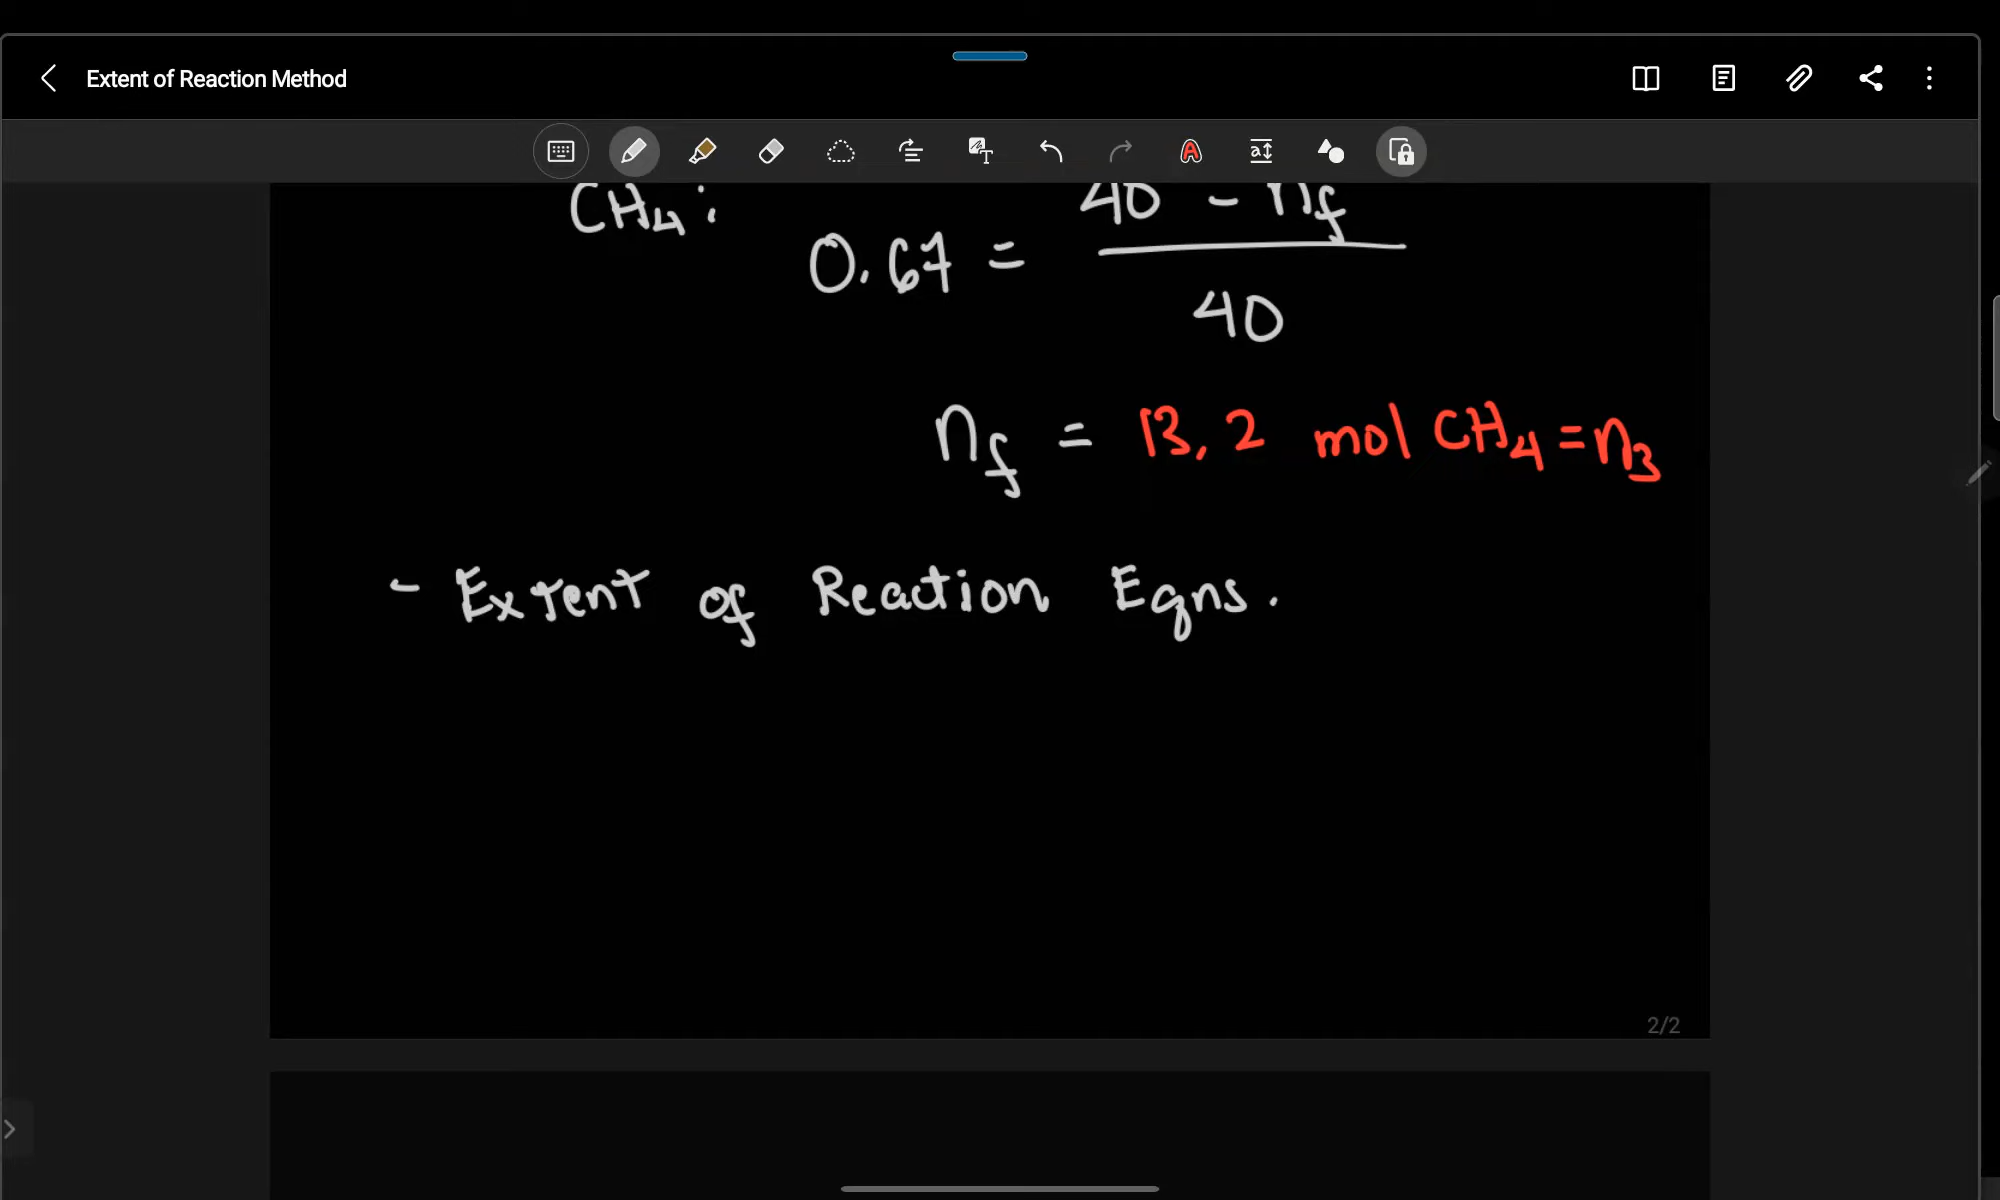 Extent of Reaction Method
CH4:
40 - nf
0.67 =
40
nf = 13,2 mol CH4 = n3
- Extent of Reaction Eqns.
2/2